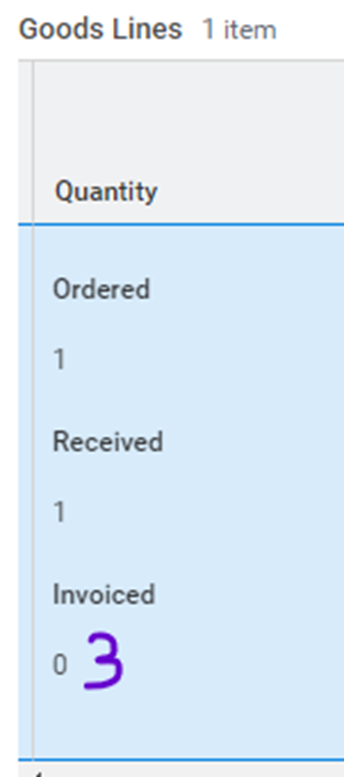 Goods Lines 1 item
Quantity
Ordered
1
Received
1
Invoiced
0 3